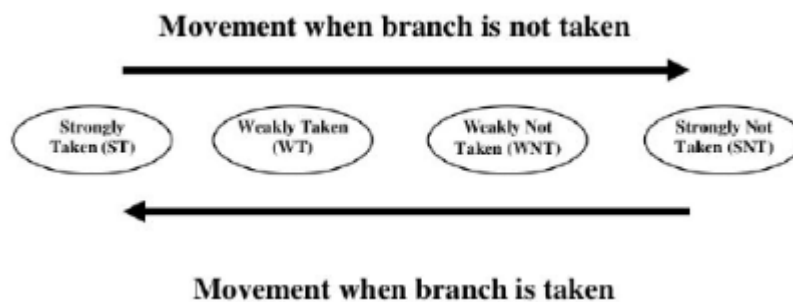 Movement when branch is not taken
Strongly
Taken (ST)
Weakly Taken
(WT)
Weakly Not
Taken (WNT)
Strongly Not
Taken (SNT)
Movement when branch is taken